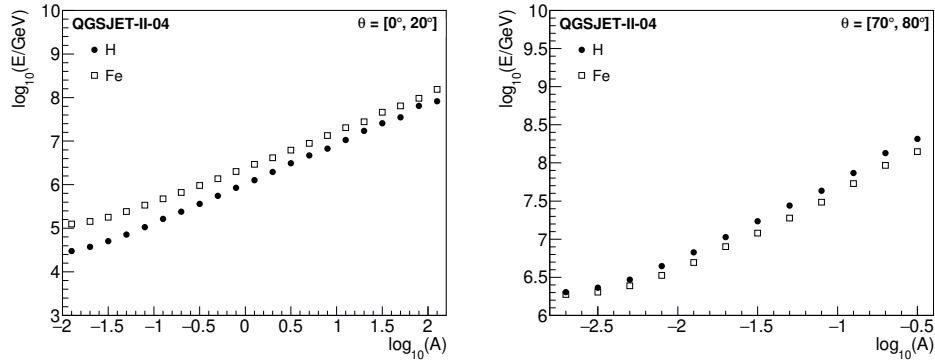 QGSJET-II-04
θ = [0°, 20°]
H
Fe
log10(E/GeV)
10
9
8
7
6
5
4
3
−2 −1.5 −1 −0.5 0 0.5 1 1.5 2
log10(A)
QGSJET-II-04
θ = [70°, 80°]
H
Fe
log10(E/GeV)
10
9.5
9
8.5
8
7.5
7
6.5
6
−2.5 −2 −1.5 −1 −0.5
log10(A)